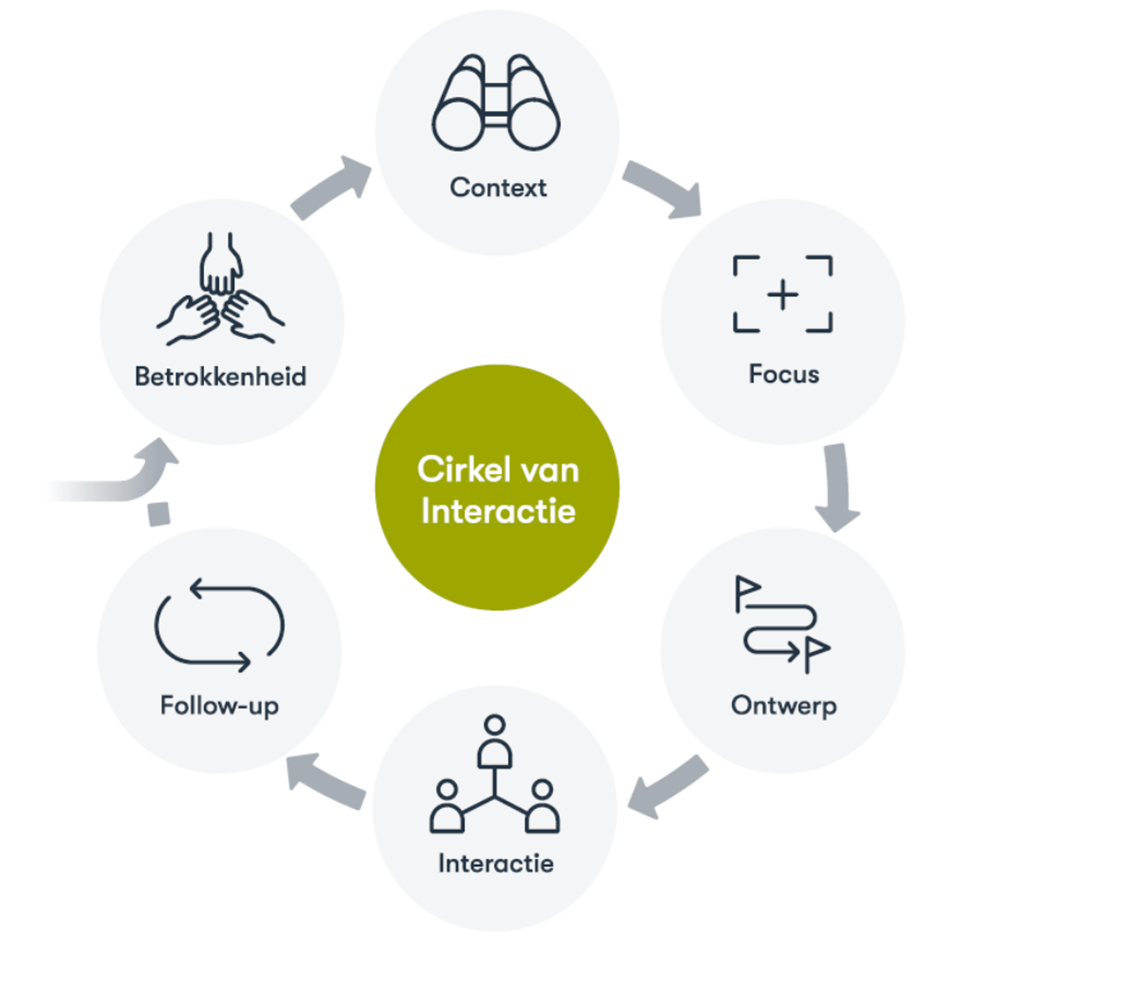 Context
Betrokkenheid
Focus
Cirkel van
Interactie
Follow-up
Ontwerp
Interactie